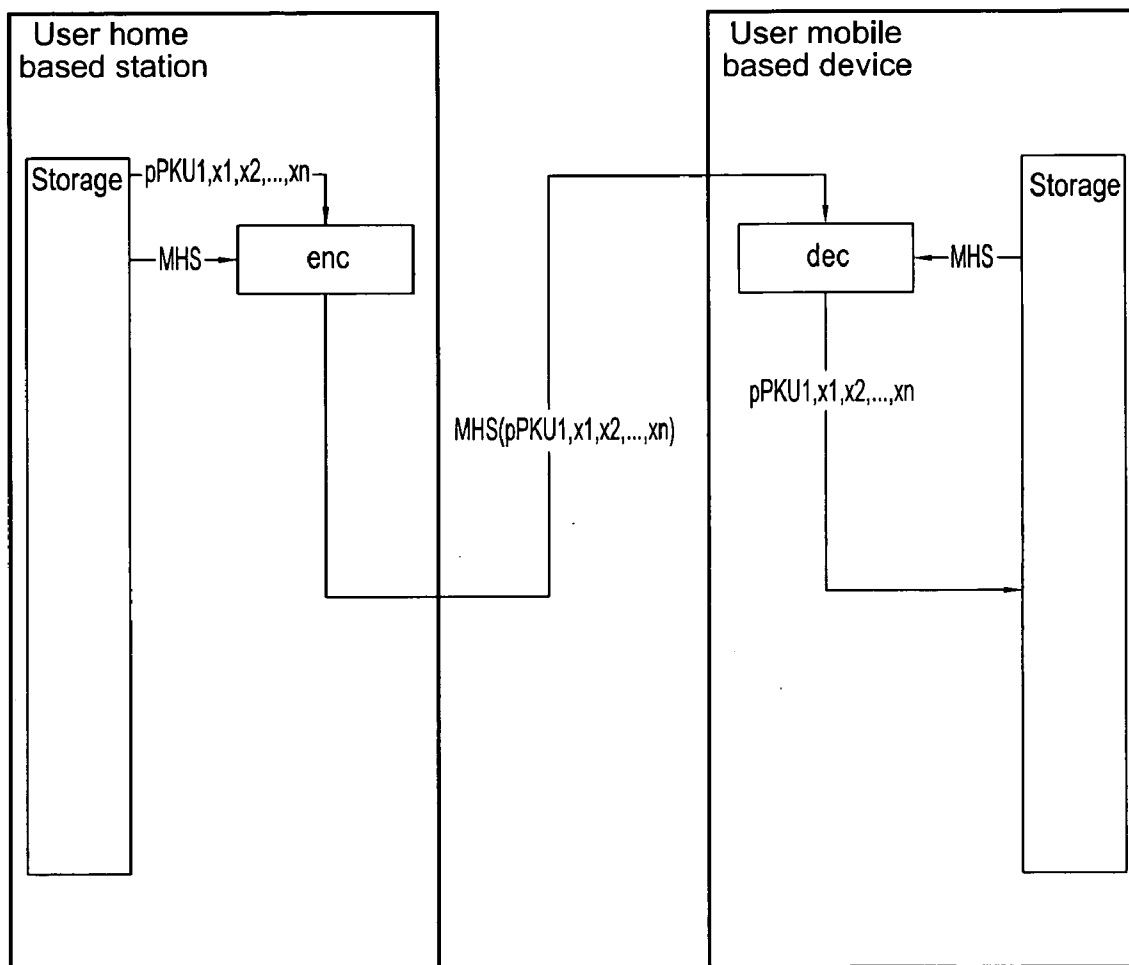 User home
based station
User mobile
based device
Storage
pPKU1,x1,x2,...,xn
Storage
MHS
enc
dec
MHS
pPKU1,x1,x2,...,xn
MHS(pPKU1,x1,x2,...,xn)